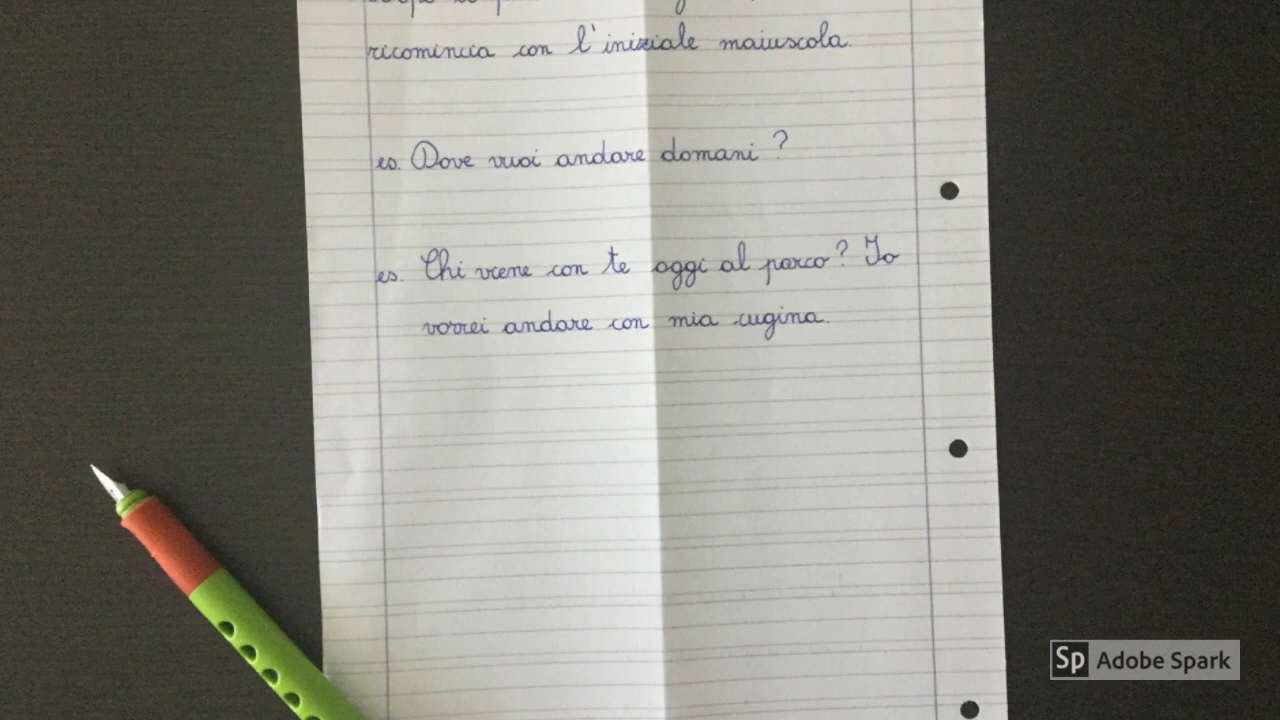 ricomincia con l'iniziale maiuscola.
es. Dove vuoi andare domani ?
es. Chi viene con te oggi al parco? Io
vorrei andare con mia cugina.
Sp Adobe Spark